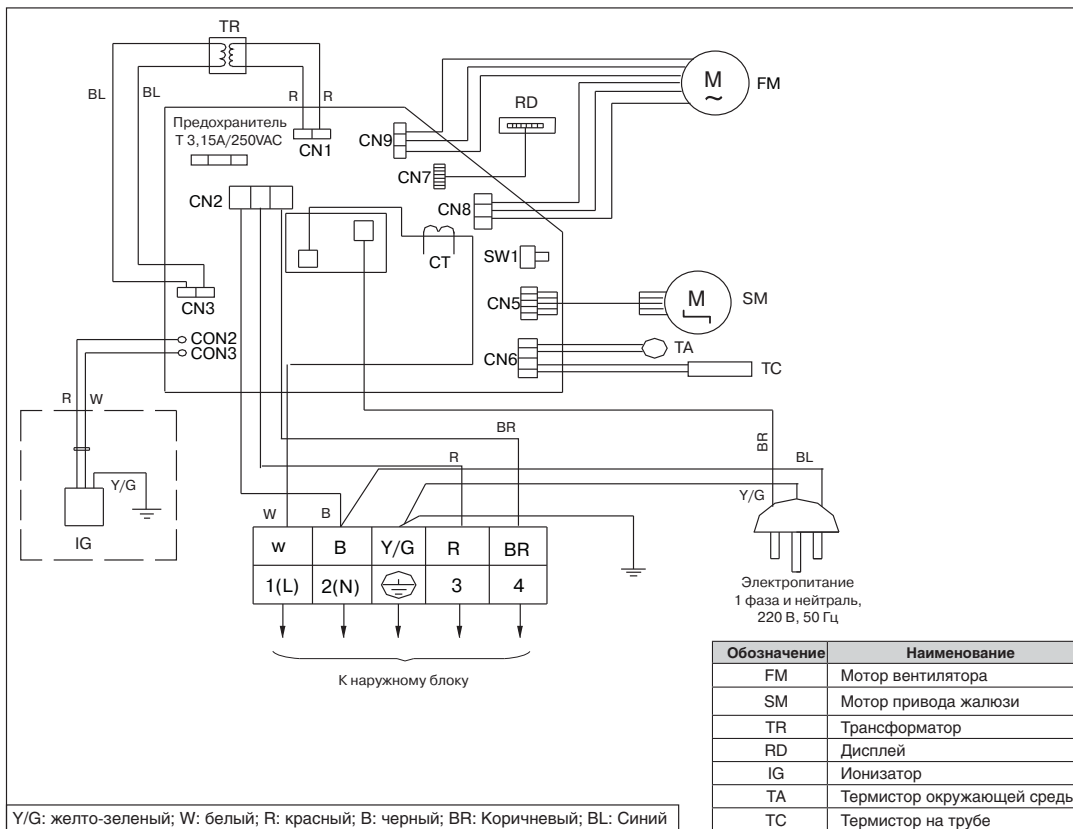 TR
BL
BL
R
R
Предохранитель
T 3,15A/250VAC
CN1
CN9
RD
M
~
FM
CN7
CN2
CN8
CT
SW1
CN3
CN5
M
SM
CON2
CON3
CN6
TA
TC
R
W
BR
R
BR
BL
Y/G
Y/G
IG
W
B
w
B
Y/G
R
BR
1(L)
2(N)
3
4
Электропитание
1 фаза и нейтраль,
220 В, 50 Гц
К наружному блоку
Обозначение Наименование
FM Мотор вентилятора
SM Мотор привода жалюзи
TR Трансформатор
RD Дисплей
IG Ионизатор
TA Термистор окружающей среды
TC Термистор на трубе
Y/G: желто-зеленый; W: белый; R: красный; B: черный; BR: Коричневый; BL: Синий